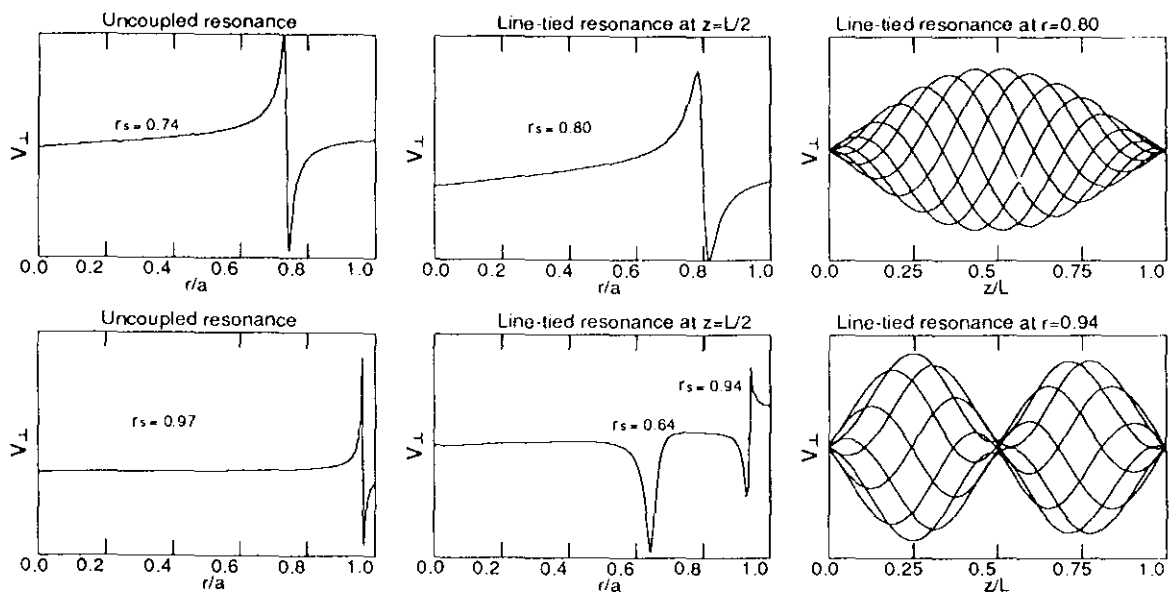 Uncoupled resonance
V⊥
rs = 0.74
0.0 0.2 0.4 0.6 0.8 1.0
r/a
Line-tied resonance at z=L/2
V⊥
rs = 0.80
0.0 0.2 0.4 0.6 0.8 1.0
r/a
Line-tied resonance at r=0.80
V⊥
0.0 0.25 0.5 0.75 1.0
z/L
Uncoupled resonance
V⊥
rs = 0.97
0.0 0.2 0.4 0.6 0.8 1.0
r/a
Line-tied resonance at z=L/2
V⊥
rs = 0.94
rs = 0.64
0.0 0.2 0.4 0.6 0.8 1.0
r/a
Line-tied resonance at r=0.94
V⊥
0.0 0.25 0.5 0.75 1.0
z/L